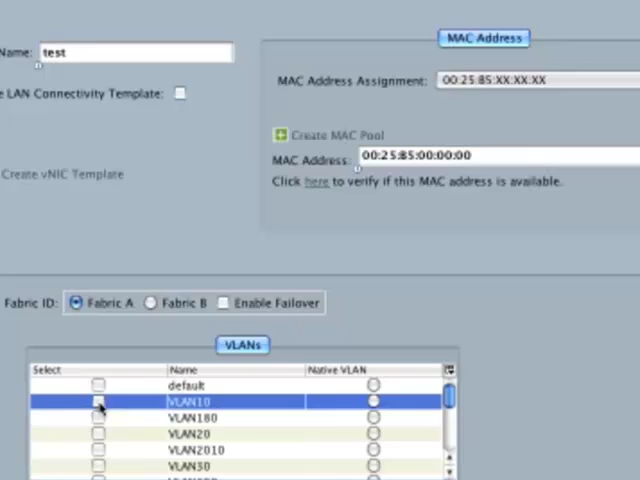 MAC Address
Name: test
MAC Address Assignment: 00:25:B5:XX:XX:XX
e LAN Connectivity Template:
Create MAC Pool
MAC Address: 00:25:B5:00:00:00
Create vNIC Template
Click here to verify if this MAC address is available.
Fabric ID: Fabric A Fabric B Enable Failover
VLANs
Select Name Native VLAN
default
VLAN10
VLAN180
VLAN20
VLAN2010
VLAN30